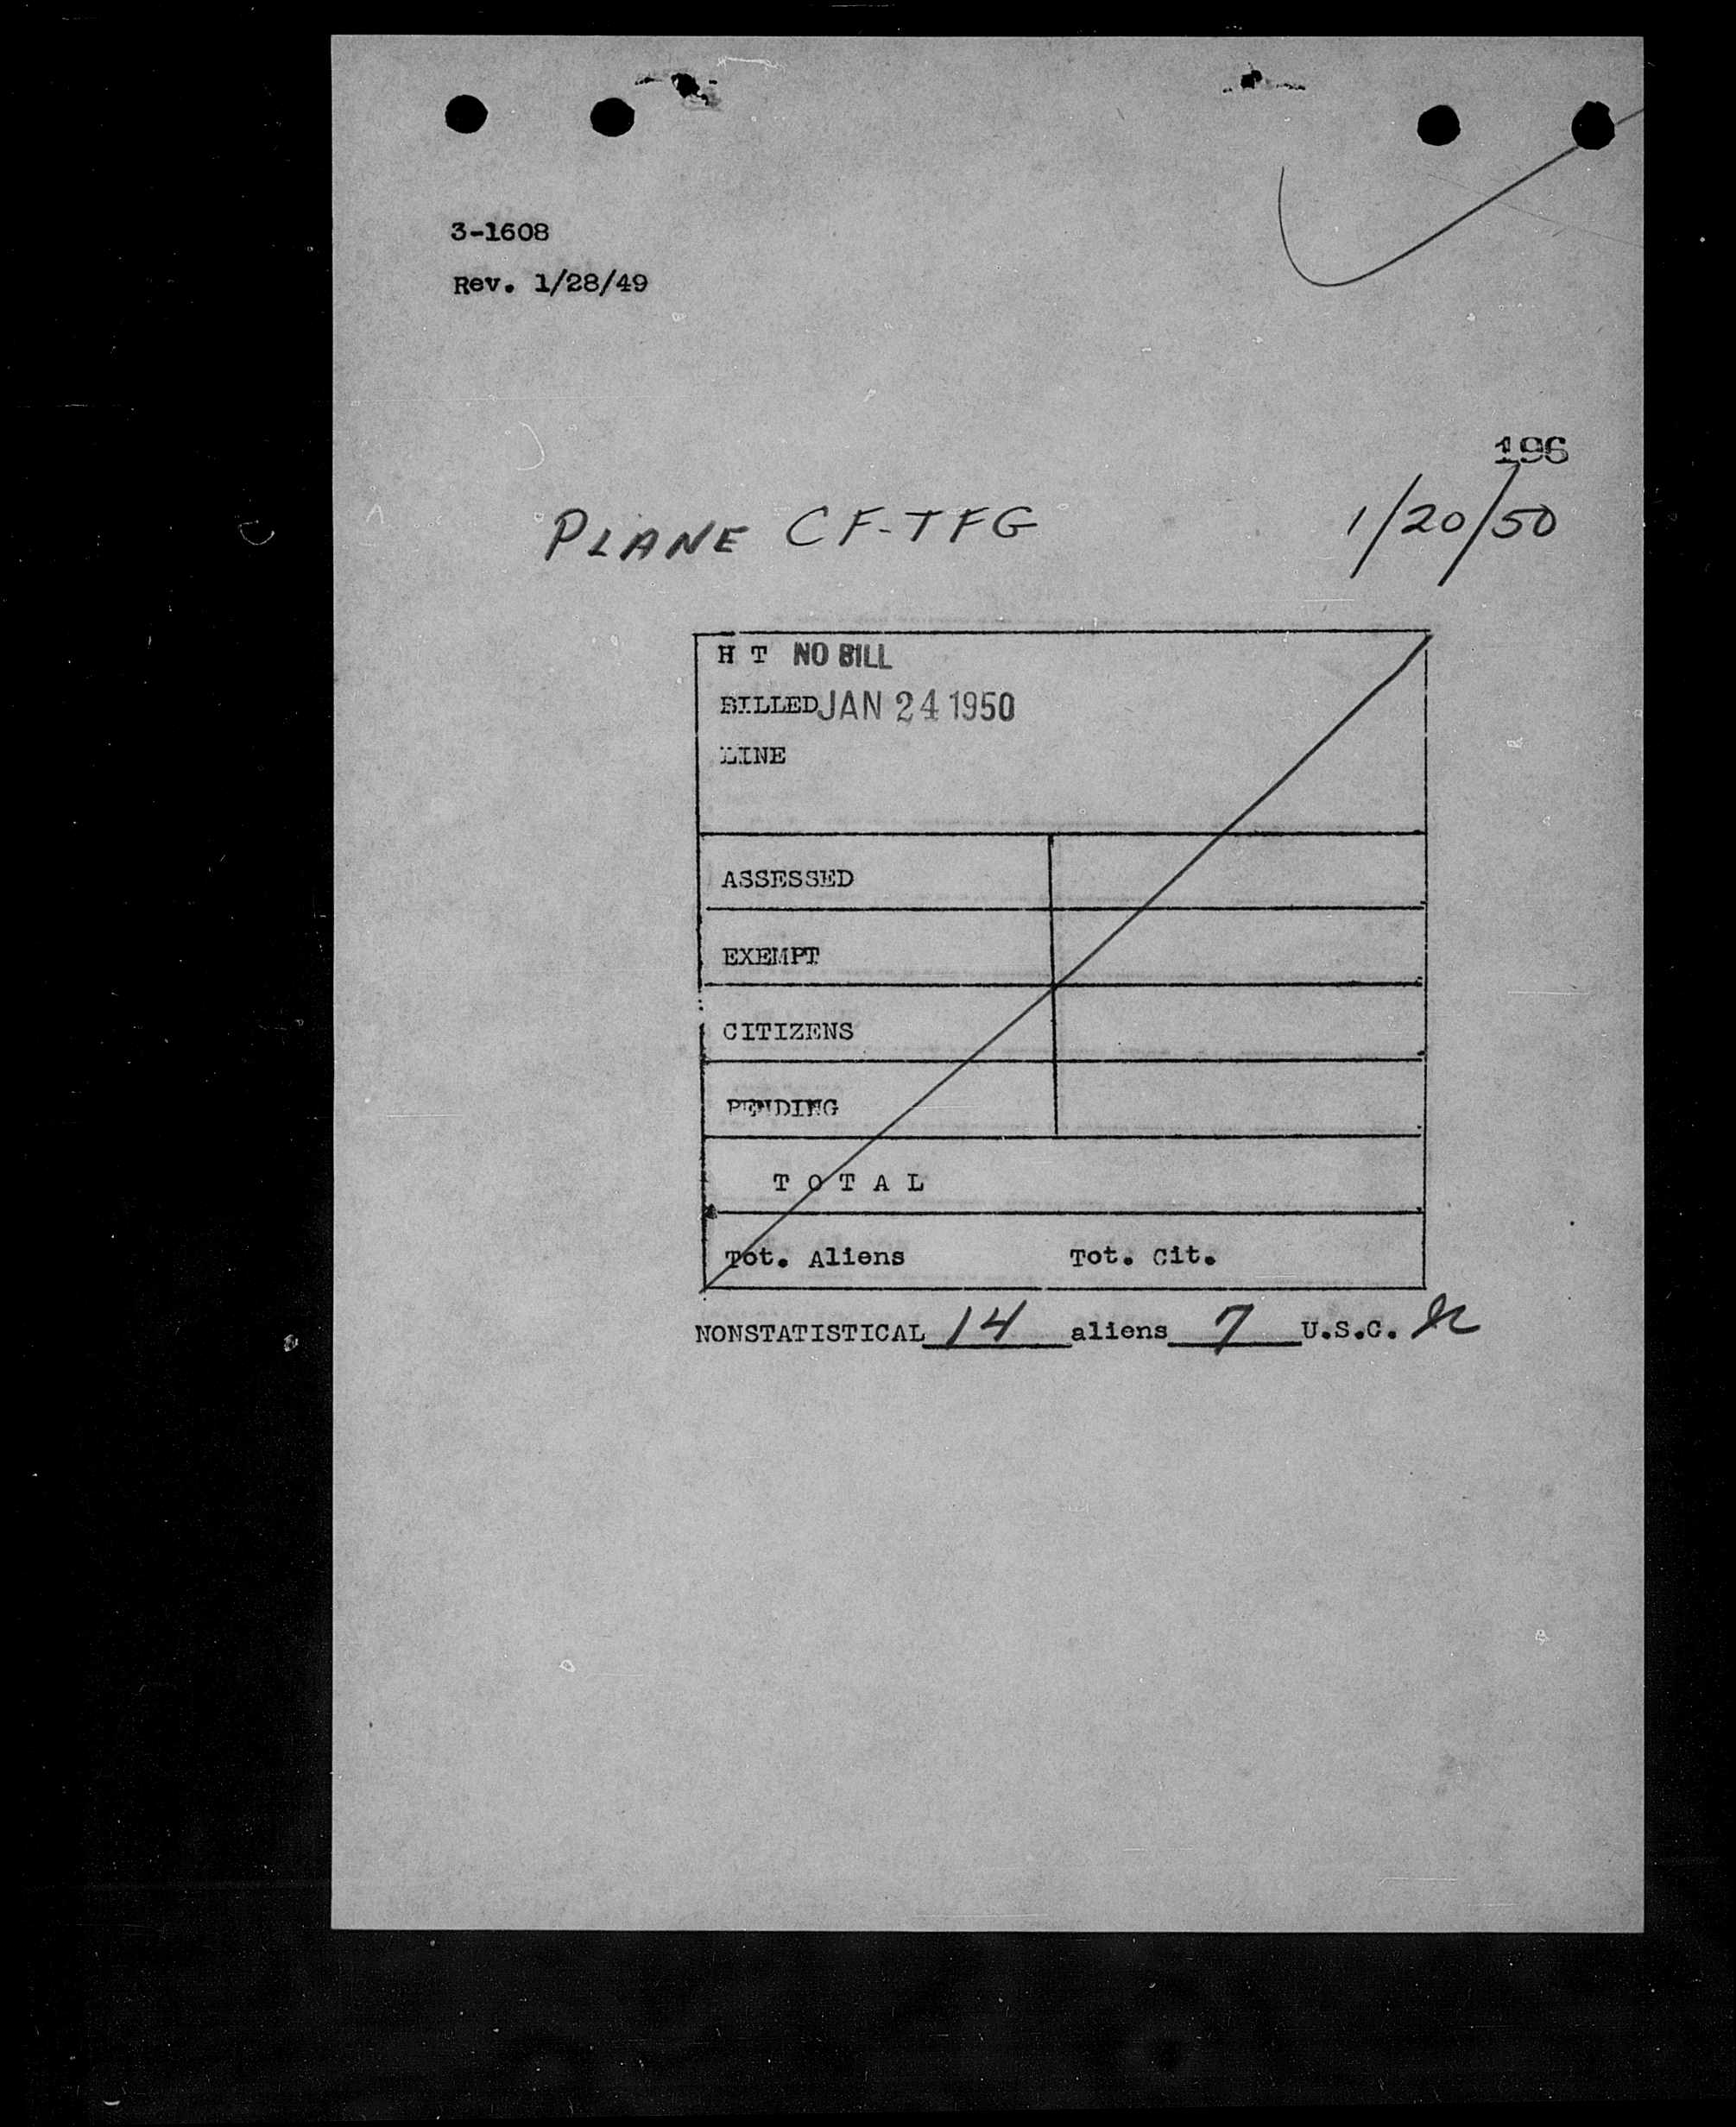 3-1608
Rev. 1/28/49
196
PLANE CF-TFG 1/20/50
H T NO BILL
BILLED JAN 24 1950
LINE
ASSESSED
EXEMPT
CITIZENS
PENDING
T O T A L
Tot. Aliens Tot. Cit.
NONSTATISTICAL 14 aliens 7 U.S.C.